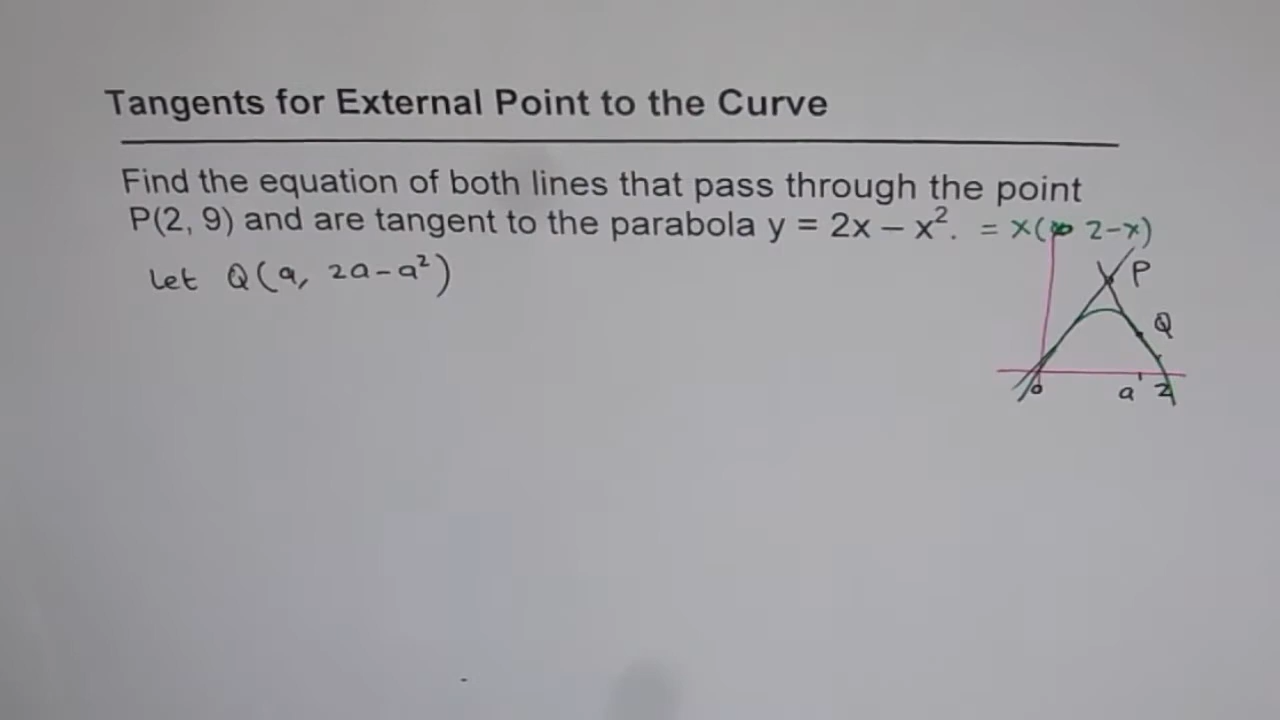 Tangents for External Point to the Curve
Find the equation of both lines that pass through the point
P(2, 9) and are tangent to the parabola y = 2x – x². = x( 2-x)
Let Q(a, 2a-a²)
P
Q
0 a 2